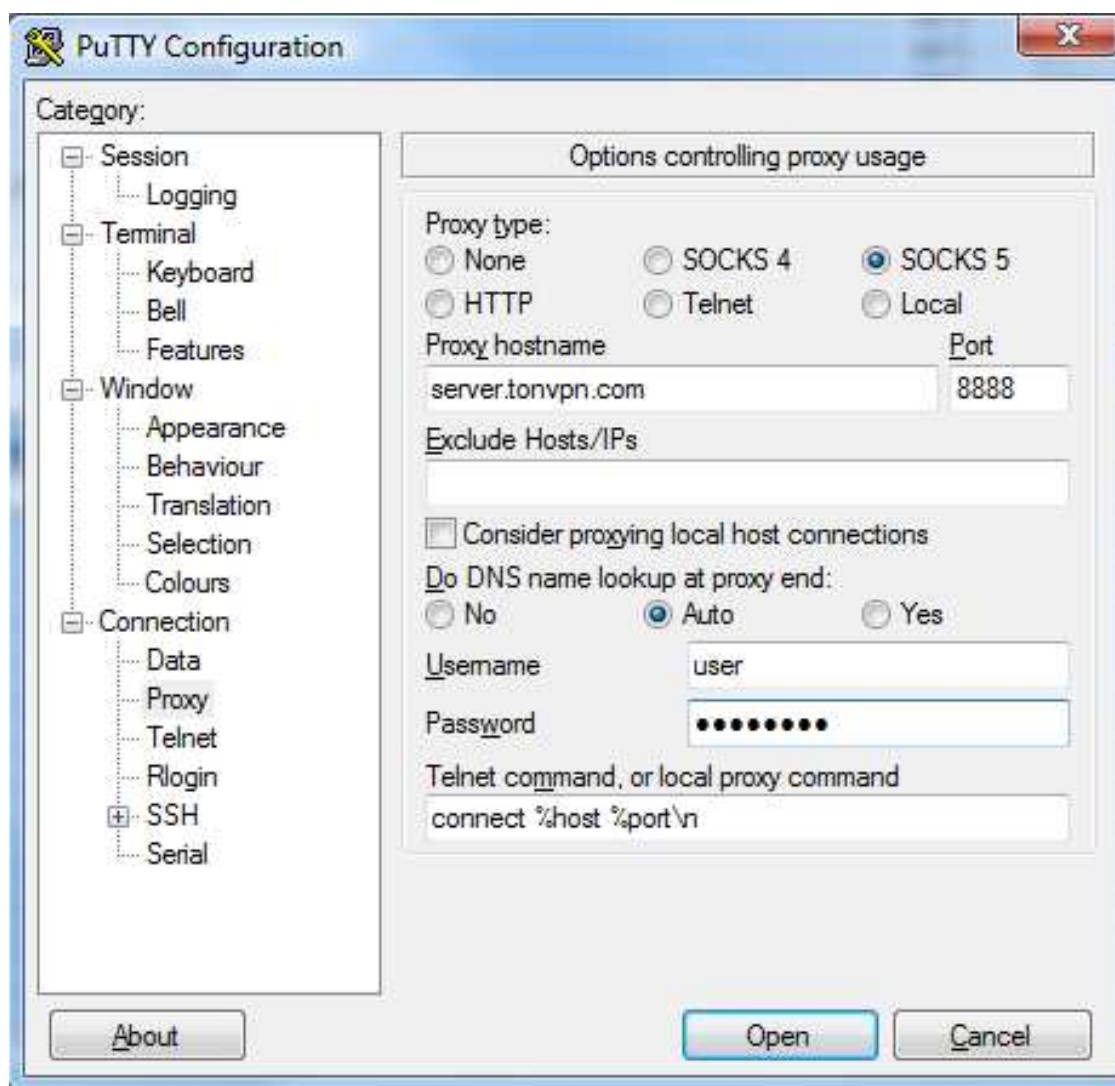 PuTTY Configuration
Category:
Session
Logging
Terminal
Keyboard
Bell
Features
Window
Appearance
Behaviour
Translation
Selection
Colours
Connection
Data
Proxy
Telnet
Rlogin
SSH
Serial
Options controlling proxy usage
Proxy type:
None SOCKS 4 SOCKS 5
HTTP Telnet Local
Proxy hostname Port
server.tonvpn.com 8888
Exclude Hosts/IPs
Consider proxying local host connections
Do DNS name lookup at proxy end:
No Auto Yes
Username user
Password ••••••••
Telnet command, or local proxy command
connect %host %port\n
About Open Cancel